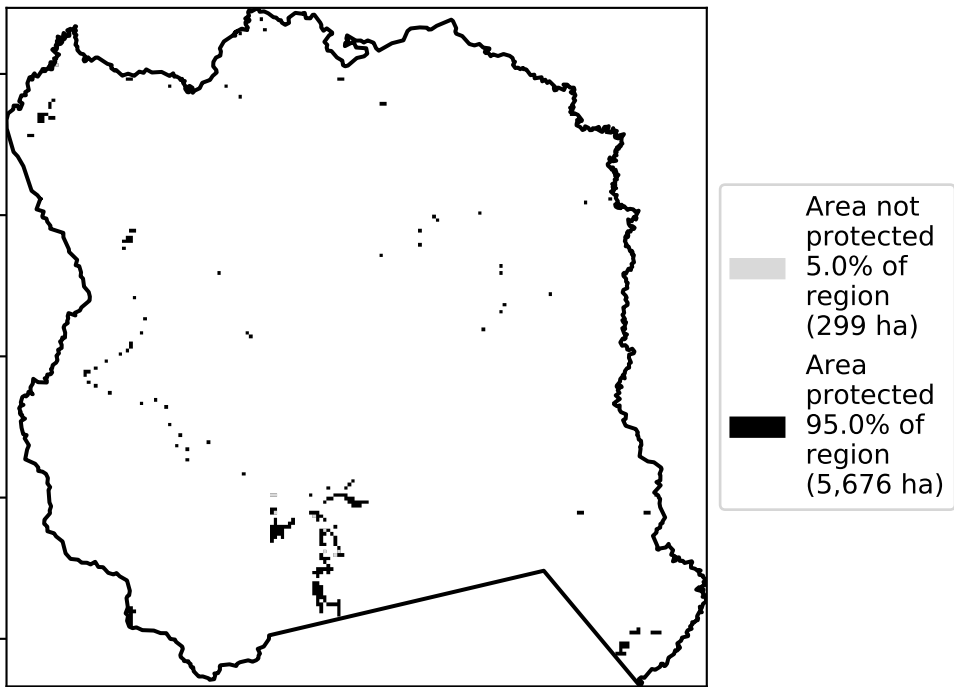 Area not
protected
5.0% of
region
(299 ha)
Area
protected
95.0% of
region
(5,676 ha)